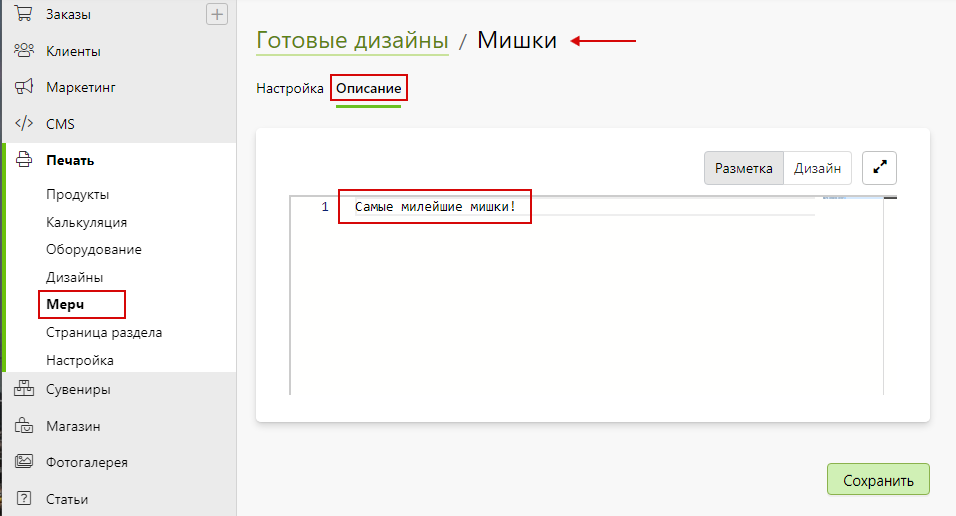 Заказы
Клиенты
Маркетинг
CMS
Печать
Продукты
Калькуляция
Оборудование
Дизайны
Мерч
Страница раздела
Настройка
Сувениры
Магазин
Фотогалерея
Статьи
Готовые дизайны / Мишки
Настройка Описание
Разметка Дизайн
1 Самые милейшие мишки!
Сохранить